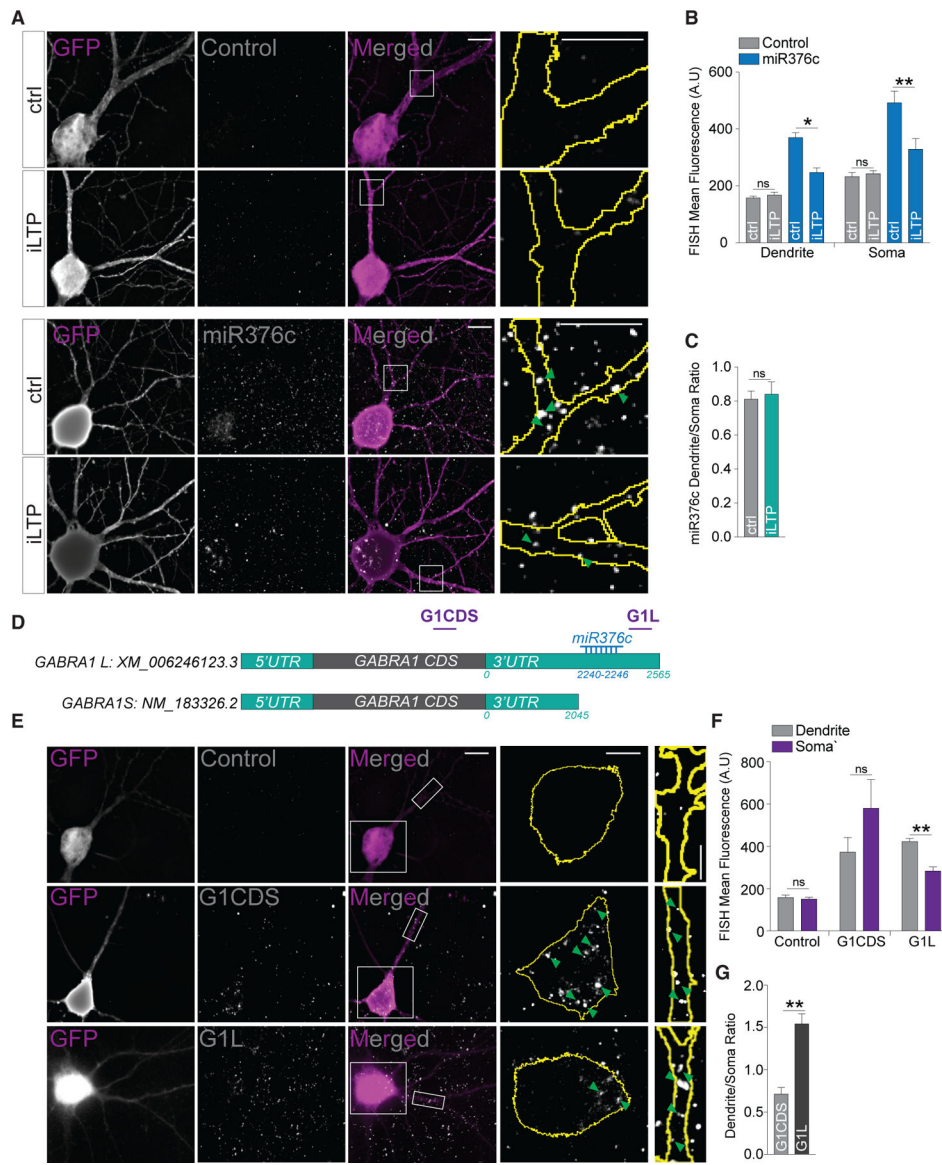 A
GFP Control Merged
ctrl
iLTP
GFP miR376c Merged
ctrl
iLTP
B
Control
miR376c
FISH Mean Fluorescence (A.U)
600
400
200
0
ns * ns **
ctrl iLTP ctrl iLTP ctrl iLTP ctrl iLTP
Dendrite Soma
C
miR376c Dendrite/Soma Ratio
1.0
0.8
0.6
0.4
0.2
0.0
ns
ctrl iLTP
D
G1CDS G1L
miR376c
GABRA1 L: XM_006246123.3 5'UTR GABRA1 CDS 3'UTR
0 2240-2246 2565
GABRA1S: NM_183326.2 5'UTR GABRA1 CDS 3'UTR
0 2045
E
GFP Control Merged
GFP G1CDS Merged
GFP G1L Merged
F
Dendrite
Soma`
FISH Mean Fluorescence (A.U)
800
600
400
200
0
ns ns **
Control G1CDS G1L
G
Dendrite/Soma Ratio
2.0
1.5
1.0
0.5
0.0
**
G1CDS G1L